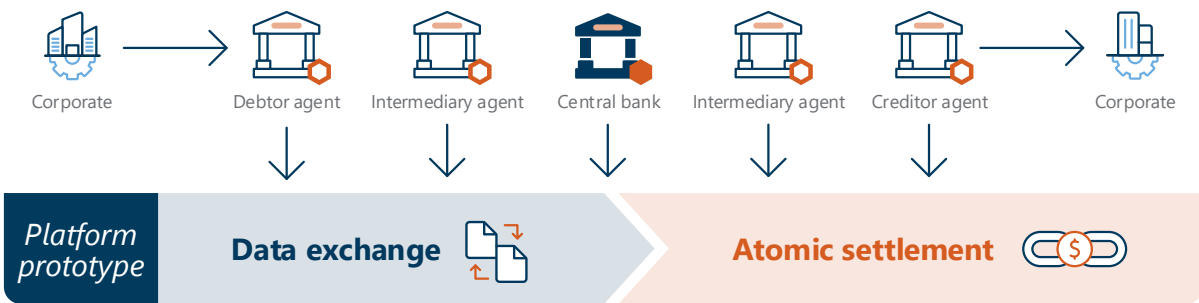 Corporate
Debtor agent
Intermediary agent
Central bank
Intermediary agent
Creditor agent
Corporate
Platform
prototype
Data exchange
Atomic settlement
$